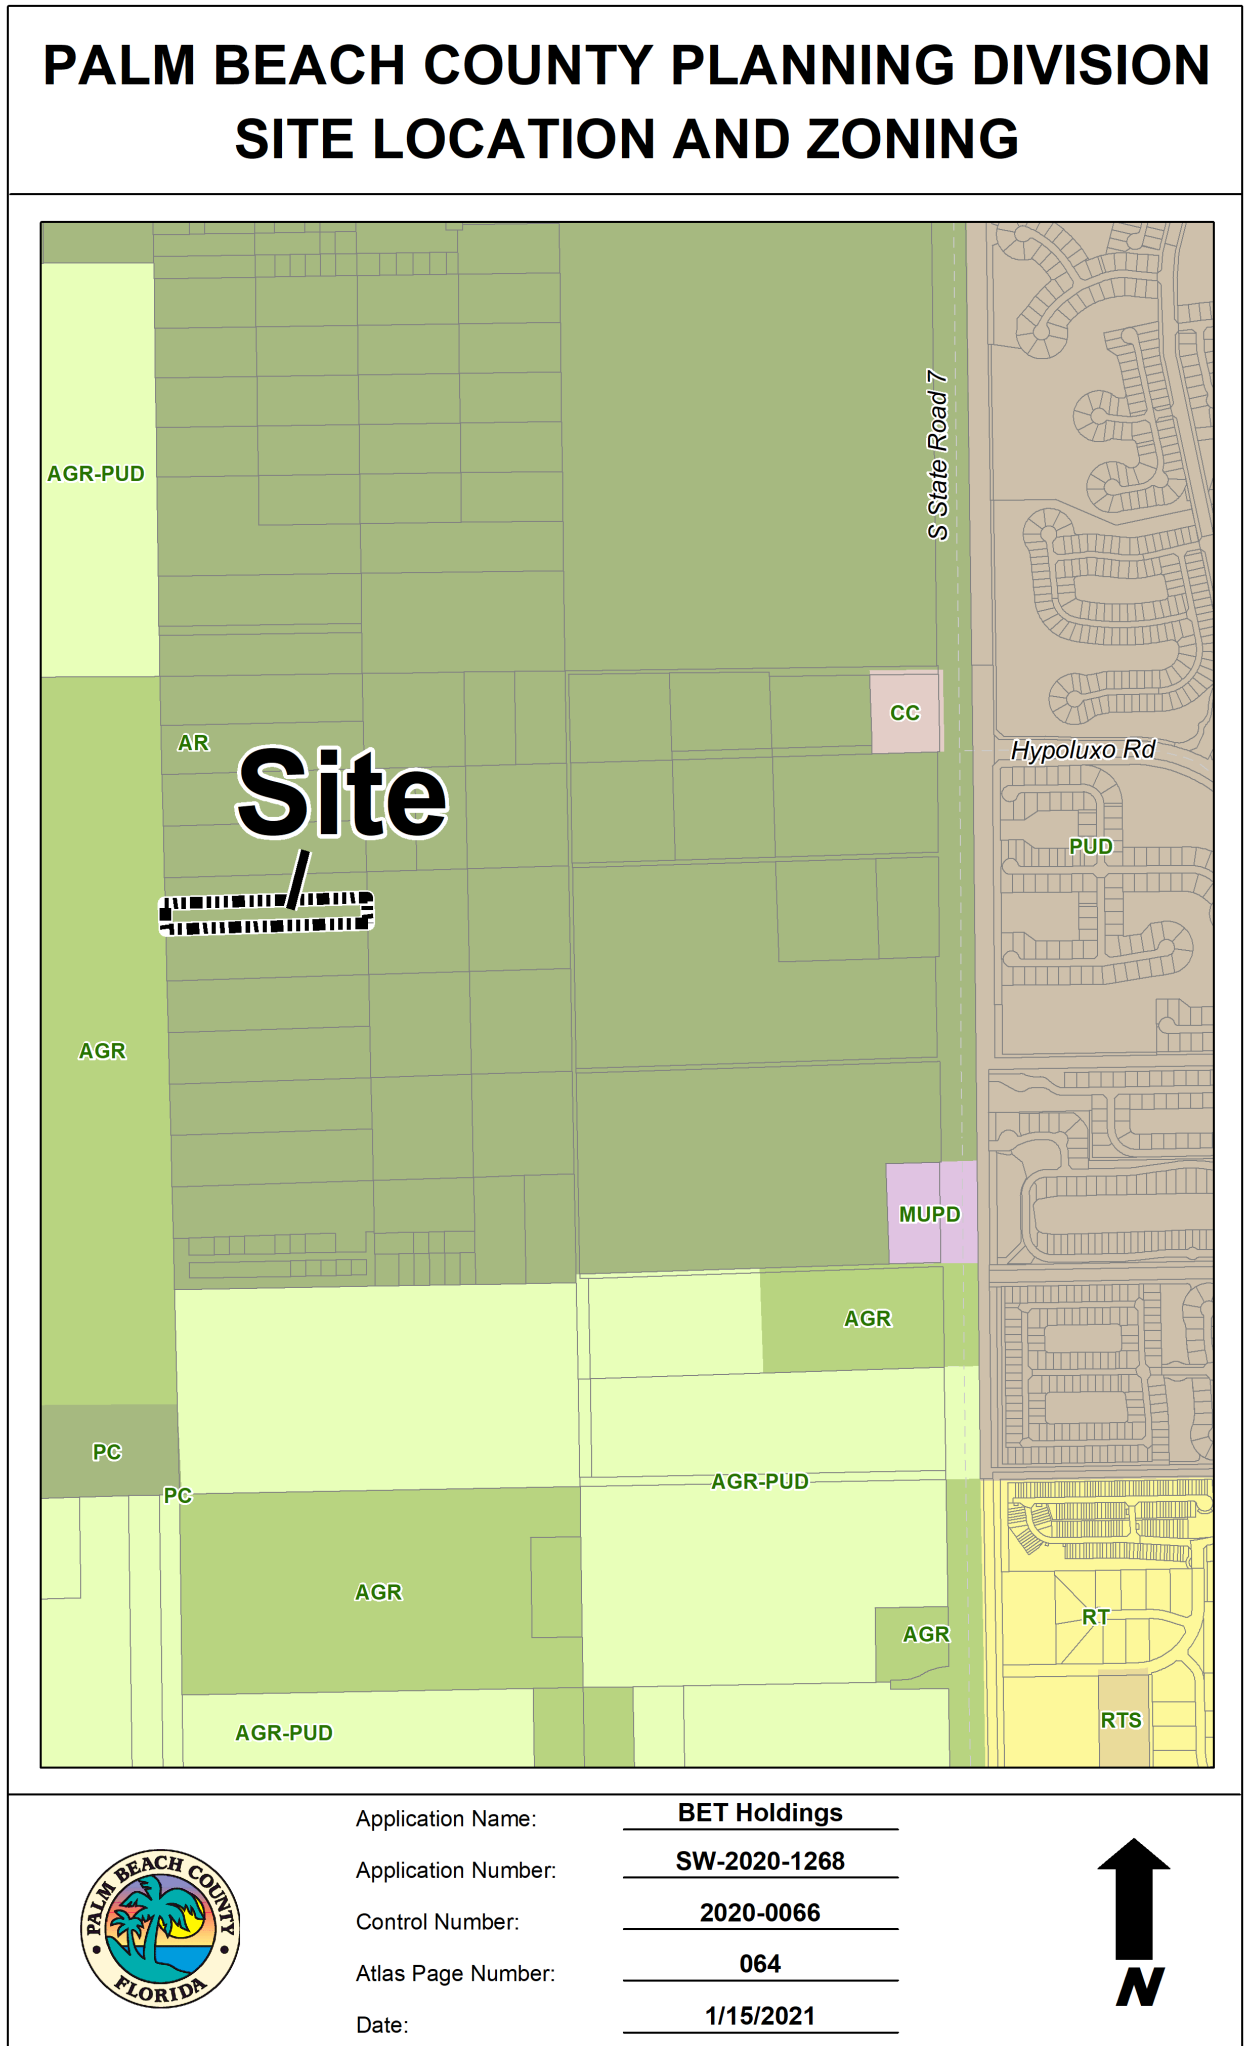 PALM BEACH COUNTY PLANNING DIVISION
SITE LOCATION AND ZONING
AGR-PUD
S State Road 7
CC
AR
Hypoluxo Rd
Site
PUD
AGR
MUPD
AGR
PC
AGR-PUD
PC
AGR
RT
AGR
RTS
AGR-PUD
Application Name: BET Holdings
Application Number: SW-2020-1268
Control Number: 2020-0066
Atlas Page Number: 064
Date: 1/15/2021
PALM BEACH COUNTY
FLORIDA
N